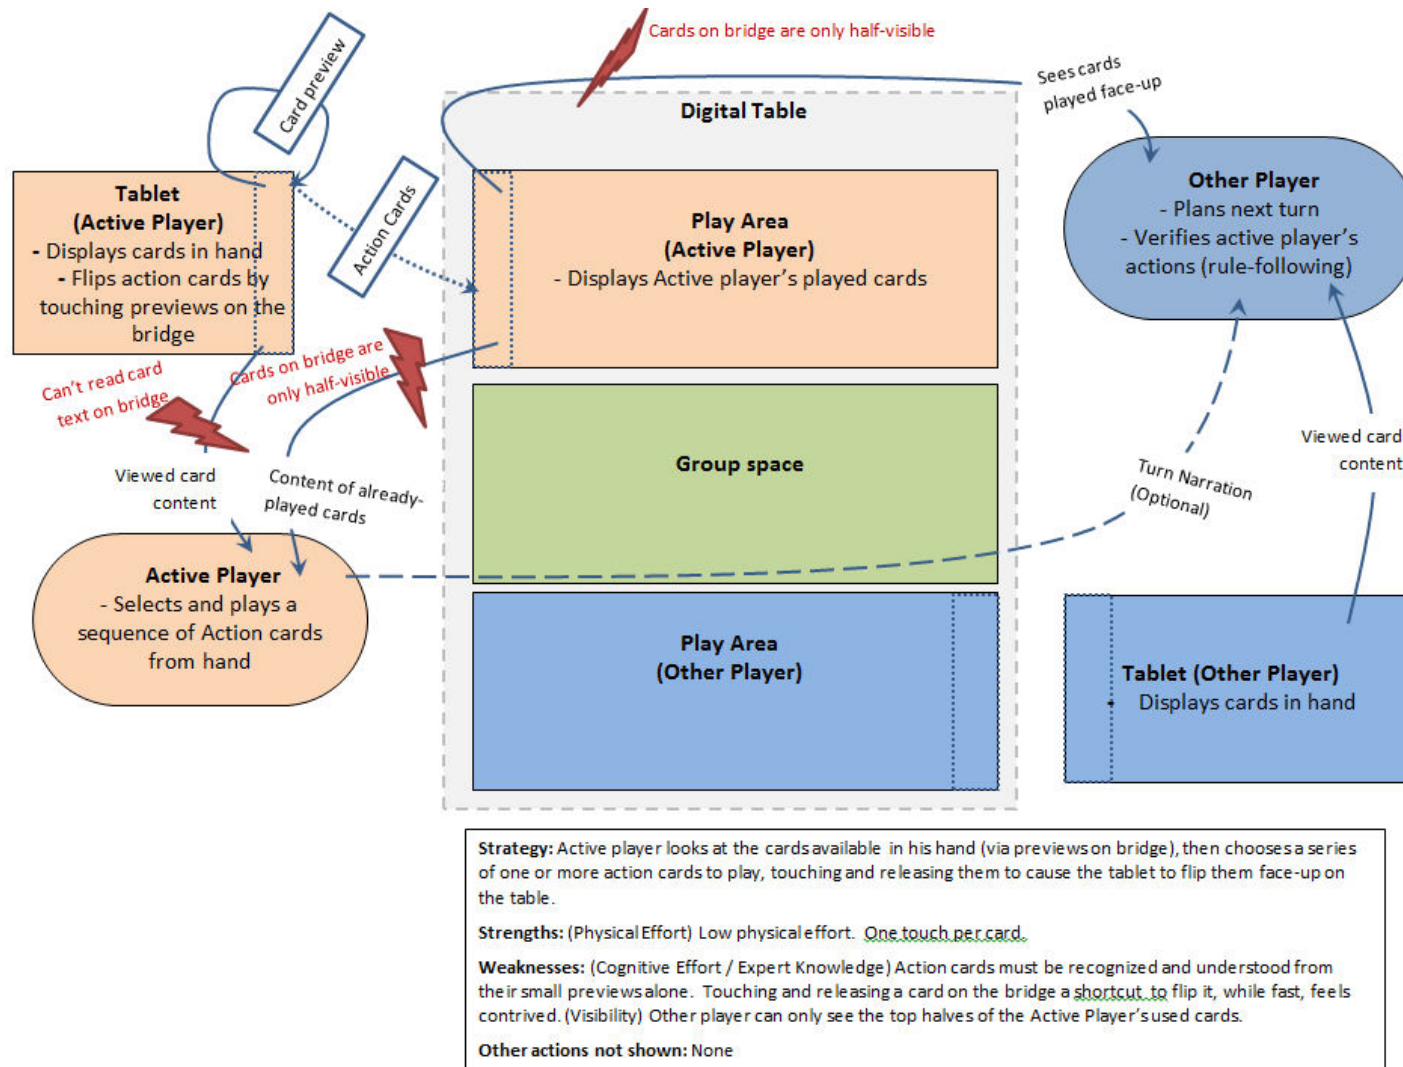 Cards on bridge are only half-visible
Card preview
Sees cards
played face-up
Digital Table
Tablet
(Active Player)
- Displays cards in hand
- Flips action cards by
touching previews on the
bridge
Action Cards
Play Area
(Active Player)
- Displays Active player's played cards
Other Player
- Plans next turn
- Verifies active player's
actions (rule-following)
Can't read card
text on bridge
Cards on bridge are
only half-visible
Viewed card
content
Content of already-
played cards
Group space
Turn Narration
(Optional)
Viewed card
content
Active Player
- Selects and plays a
sequence of Action cards
from hand
Play Area
(Other Player)
Tablet (Other Player)
- Displays cards in hand
Strategy: Active player looks at the cards available in his hand (via previews on bridge), then chooses a series
of one or more action cards to play, touching and releasing them to cause the tablet to flip them face-up on
the table.
Strengths: (Physical Effort) Low physical effort. One touch per card.
Weaknesses: (Cognitive Effort / Expert Knowledge) Action cards must be recognized and understood from
their small previews alone. Touching and releasing a card on the bridge a shortcut to flip it, while fast, feels
contrived. (Visibility) Other player can only see the top halves of the Active Player's used cards.
Other actions not shown: None